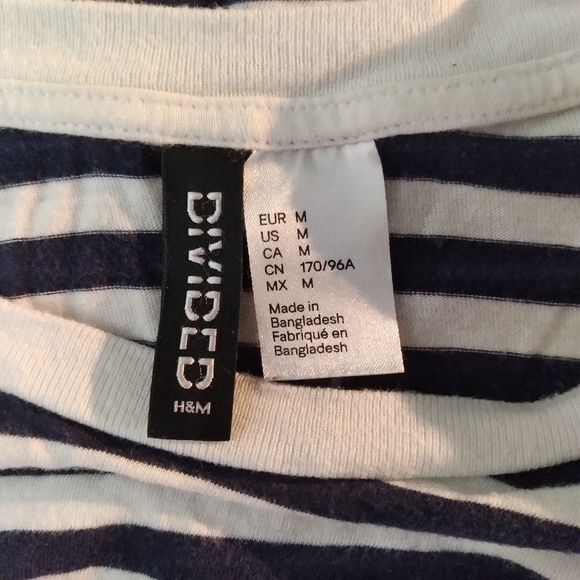 DIVIDED
H&M
EUR M
US M
CA M
CN 170/96A
MX M
Made in
Bangladesh
Fabriqué en
Bangladesh